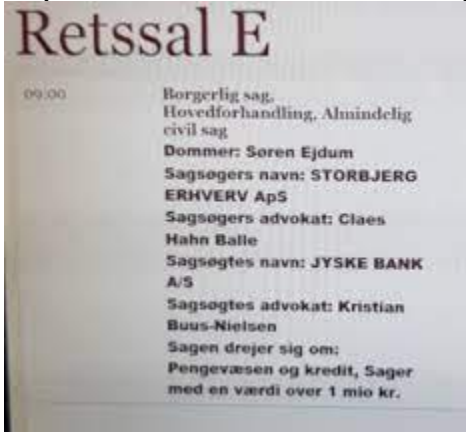 Retssal E
09:00 Borgerlig sag,
Hovedforhandling, Almindelig
civil sag
Dommer: Søren Ejdum
Sagsøgers navn: STORBJERG
ERHVERV ApS
Sagsøgers advokat: Claes
Hahn Balle
Sagsøgtes navn: JYSKE BANK
A/S
Sagsøgtes advokat: Kristian
Buus-Nielsen
Sagen drejer sig om:
Pengevæsen og kredit, Sager
med en værdi over 1 mio kr.